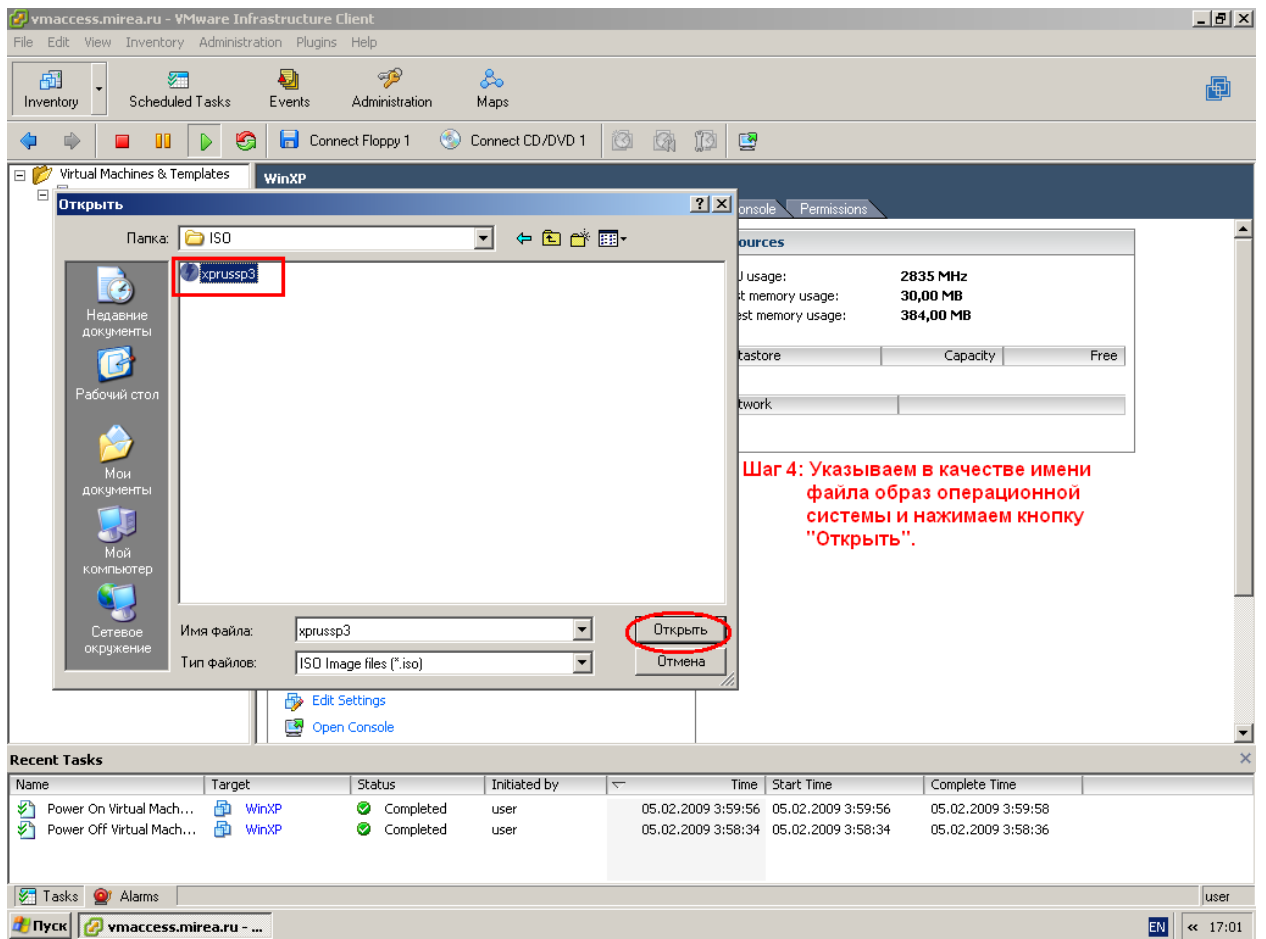 vmaccess.mirea.ru - VMware Infrastructure Client
File Edit View Inventory Administration Plugins Help
Inventory Scheduled Tasks Events Administration Maps
Connect Floppy 1 Connect CD/DVD 1
Virtual Machines & Templates
WinXP
Открыть
onsole Permissions
Папка: ISO
ources
xprussp3
J usage: 2835 MHz
st memory usage: 30,00 MB
est memory usage: 384,00 MB
Недавние
документы
tastore Capacity Free
Рабочий стол
twork
Мои
документы
Шаг 4: Указываем в качестве имени
файла образ операционной
системы и нажимаем кнопку
"Открыть".
Мой
компьютер
Сетевое
окружение
Имя файла: xprussp3 Открыть
Тип файлов: ISO Image files (*.iso) Отмена
Edit Settings
Open Console
Recent Tasks
Name Target Status Initiated by Time Start Time Complete Time
Power On Virtual Mach... WinXP Completed user 05.02.2009 3:59:56 05.02.2009 3:59:56 05.02.2009 3:59:58
Power Off Virtual Mach... WinXP Completed user 05.02.2009 3:58:34 05.02.2009 3:58:34 05.02.2009 3:58:36
Tasks Alarms user
Пуск vmaccess.mirea.ru - ... EN « 17:01